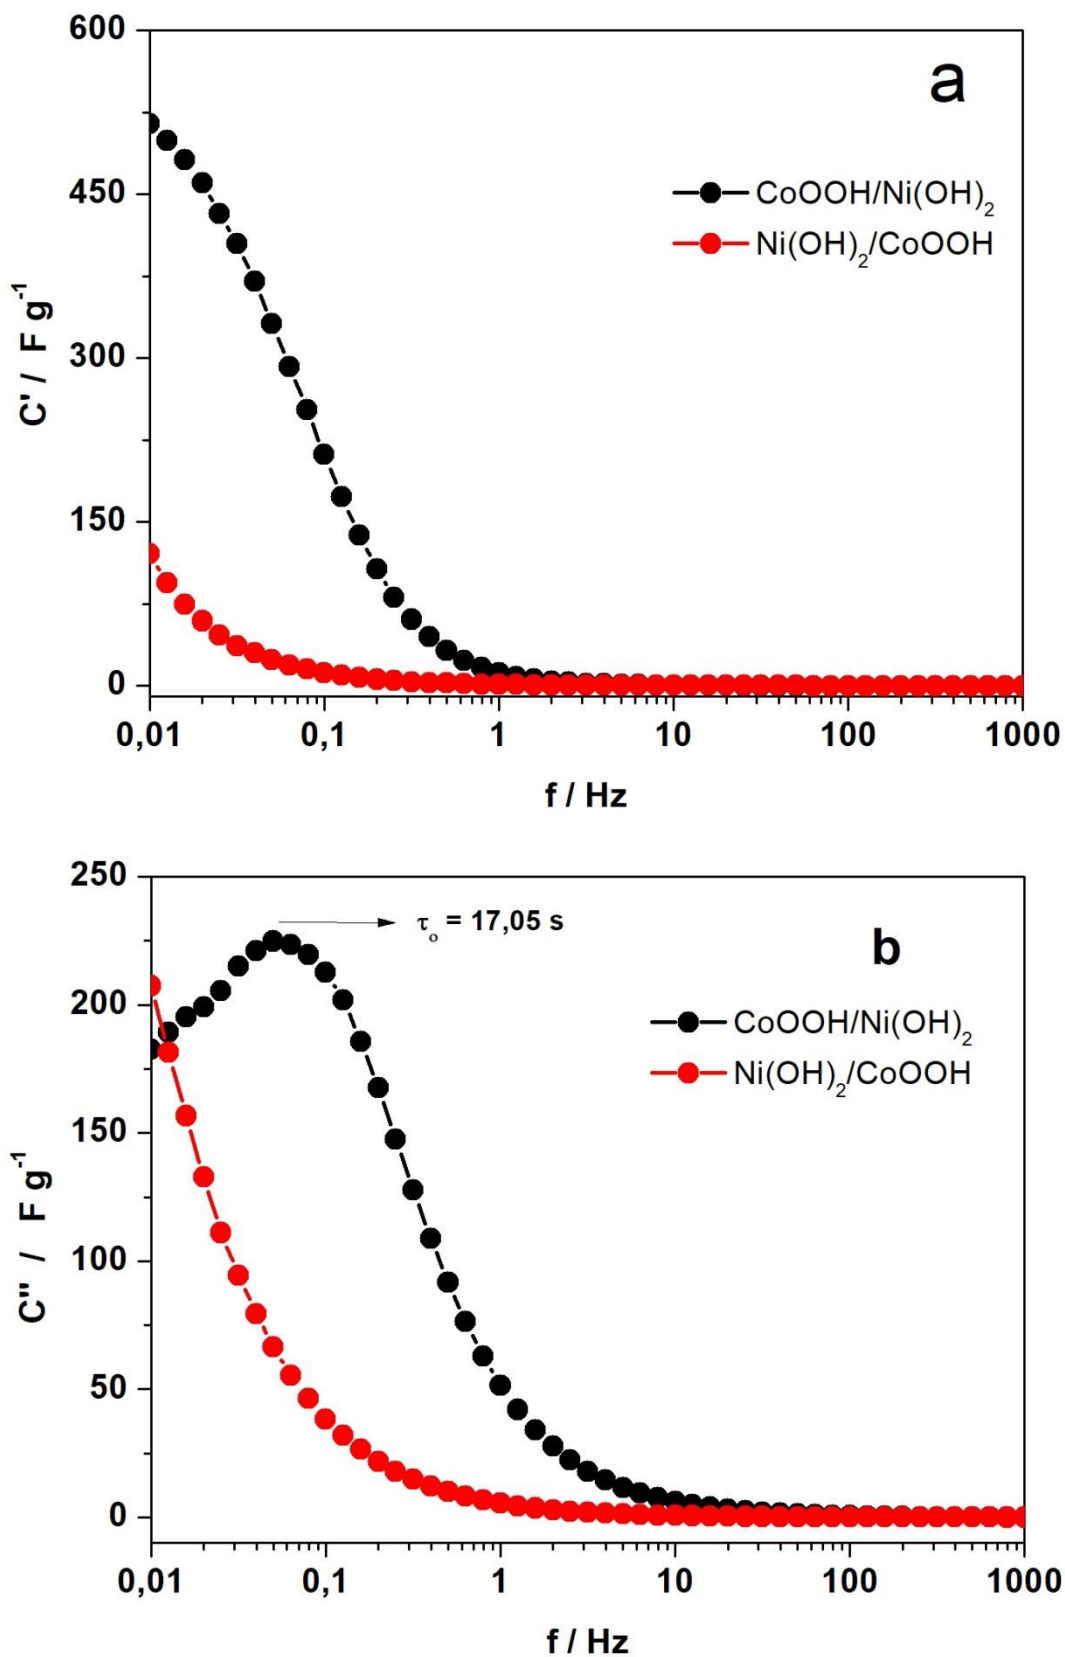 600
a
CoOOH/Ni(OH)₂
450
Ni(OH)₂/CoOOH
C' / F g⁻¹
300
150
0
0,01 0,1 1 10 100 1000
f / Hz
250
τₒ = 17,05 s
b
200
CoOOH/Ni(OH)₂
Ni(OH)₂/CoOOH
150
C'' / F g⁻¹
100
50
0
0,01 0,1 1 10 100 1000
f / Hz